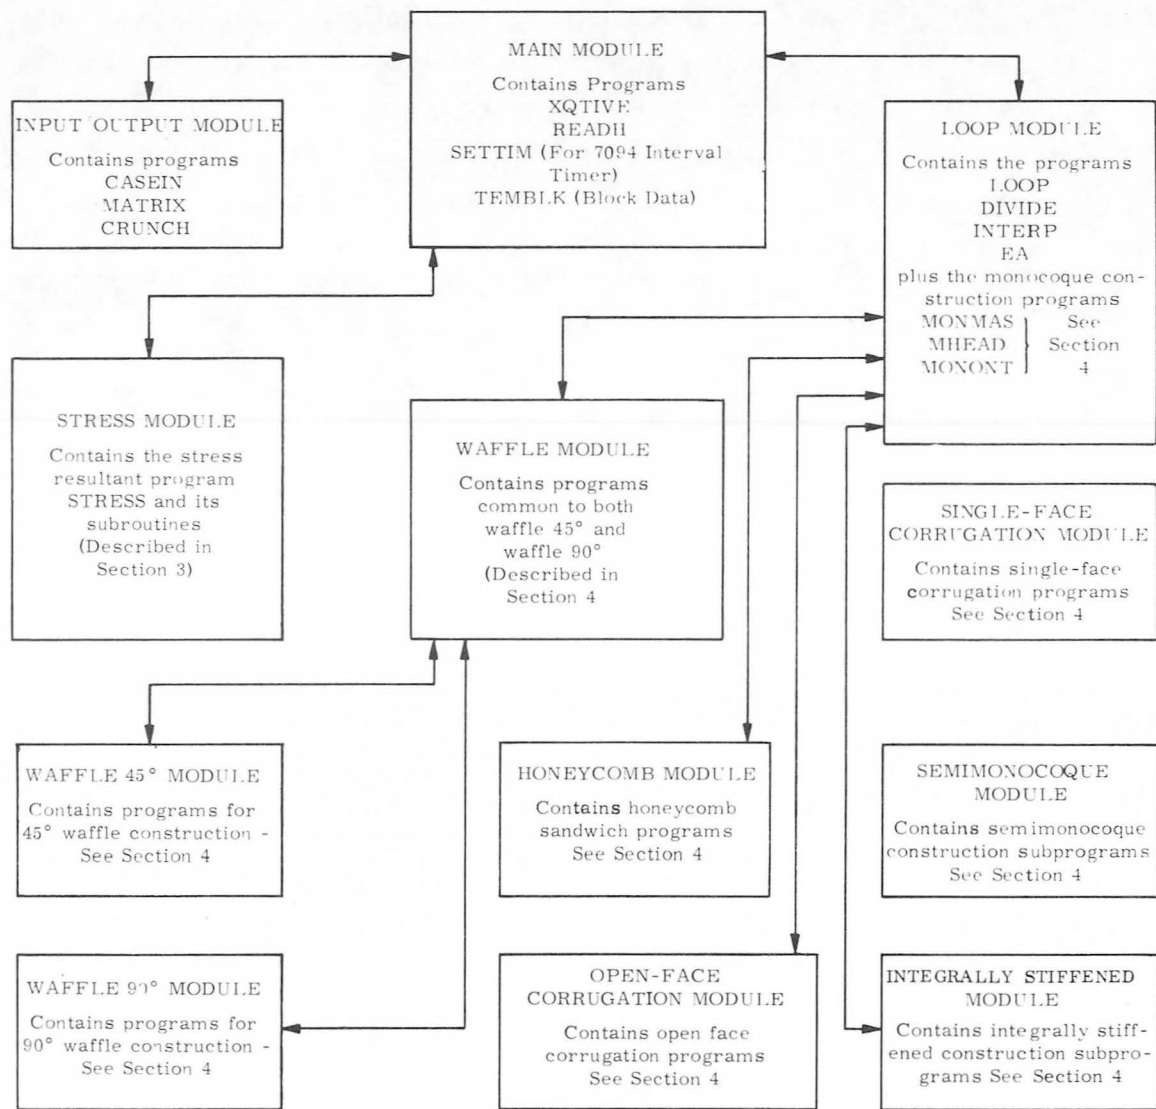 MAIN MODULE
Contains Programs
XQTIVE
READH
SETTIM (For 7094 Interval
Timer)
TEMBLK (Block Data)
INPUT OUTPUT MODULE
Contains programs
CASEIN
MATRIX
CRUNCH
LOOP MODULE
Contains the programs
LOOP
DIVIDE
INTERP
EA
plus the monocoque con-
struction programs
MONMAS See
MHEAD Section
MONONT 4
STRESS MODULE
Contains the stress
resultant program
STRESS and its
subroutines
(Described in
Section 3)
WAFFLE MODULE
Contains programs
common to both
waffle 45° and
waffle 90°
(Described in
Section 4
SINGLE-FACE
CORRUGATION MODULE
Contains single-face
corrugation programs
See Section 4
WAFFLE 45° MODULE
Contains programs for
45° waffle construction -
See Section 4
HONEYCOMB MODULE
Contains honeycomb
sandwich programs
See Section 4
SEMIMONOCOQUE
MODULE
Contains semimonocoque
construction subprograms
See Section 4
WAFFLE 90° MODULE
Contains programs for
90° waffle construction -
See Section 4
OPEN-FACE
CORRUGATION MODULE
Contains open face
corrugation programs
See Section 4
INTEGRALLY STIFFENED
MODULE
Contains integrally stiff-
ened construction subpro-
grams See Section 4